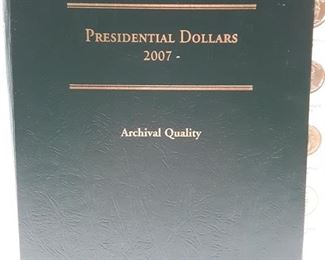 Presidential Dollars
2007 -
Archival Quality